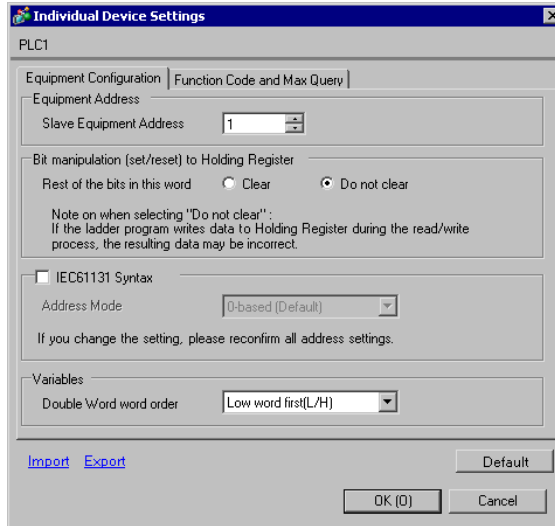 Individual Device Settings
PLC1
Equipment Configuration Function Code and Max Query
Equipment Address
Slave Equipment Address 1
Bit manipulation (set/reset) to Holding Register
Rest of the bits in this word Clear Do not clear
Note on when selecting "Do not clear" :
If the ladder program writes data to Holding Register during the read/write
process, the resulting data may be incorrect.
IEC61131 Syntax
Address Mode 0-based (Default)
If you change the setting, please reconfirm all address settings.
Variables
Double Word word order Low word first(L/H)
Import Export Default
OK (O) Cancel